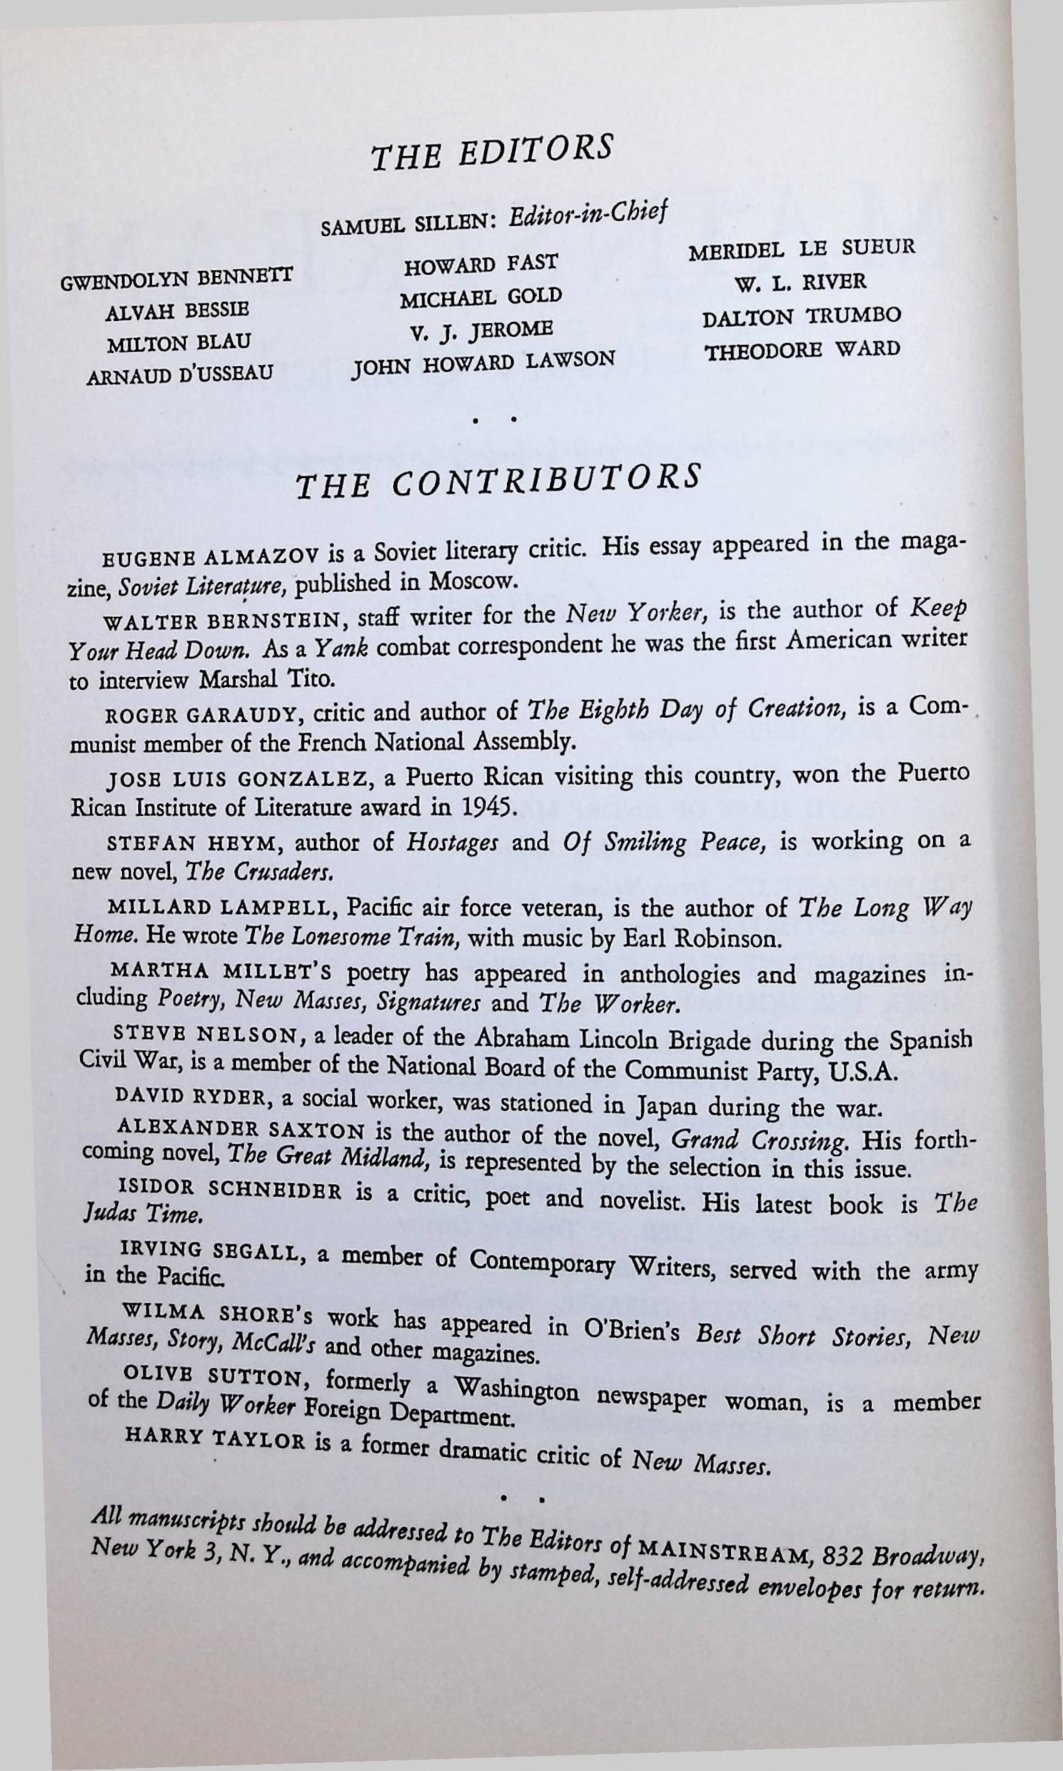 THE EDITORS
SAMUEL SILLEN: Editor-in-Chief
GWENDOLYN BENNETT
ALVAH BESSIE
MILTON BLAU
ARNAUD D'USSEAU
HOWARD FAST
MICHAEL GOLD
V. J. JEROME
JOHN HOWARD LAWSON
MERIDEL LE SUEUR
W. L. RIVER
DALTON TRUMBO
THEODORE WARD
THE CONTRIBUTORS
EUGENE ALMAZOV is a Soviet literary critic. His essay appeared in the maga-
zine, Soviet Literature, published in Moscow.
WALTER BERNSTEIN, staff writer for the New Yorker, is the author of Keep
Your Head Down. As a Yank combat correspondent he was the first American writer
to interview Marshal Tito.
ROGER GARAUDY, critic and author of The Eighth Day of Creation, is a Com-
munist member of the French National Assembly.
JOSE LUIS GONZALEZ, a Puerto Rican visiting this country, won the Puerto
Rican Institute of Literature award in 1945.
STEFAN HEYM, author of Hostages and Of Smiling Peace, is working on a
new novel, The Crusaders.
MILLARD LAMPELL, Pacific air force veteran, is the author of The Long Way
Home. He wrote The Lonesome Train, with music by Earl Robinson.
MARTHA MILLET'S poetry has appeared in anthologies and magazines in-
cluding Poetry, New Masses, Signatures and The Worker.
STEVE NELSON, a leader of the Abraham Lincoln Brigade during the Spanish
Civil War, is a member of the National Board of the Communist Party, U.S.A.
DAVID RYDER, a social worker, was stationed in Japan during the war.
ALEXANDER SAXTON is the author of the novel, Grand Crossing. His forth-
coming novel, The Great Midland, is represented by the selection in this issue.
ISIDOR SCHNEIDER is a critic, poet and novelist. His latest book is The
Judas Time.
IRVING SEGALL, a member of Contemporary Writers, served with the army
in the Pacific.
WILMA SHORE'S work has appeared in O'Brien's Best Short Stories, New
Masses, Story, McCall's and other magazines.
OLIVE SUTTON, formerly a Washington newspaper woman, is a member
of the Daily Worker Foreign Department.
HARRY TAYLOR is a former dramatic critic of New Masses.
All manuscripts should be addressed to The Editors of MAINSTREAM, 832 Broadway,
New York 3, N. Y., and accompanied by stamped, self-addressed envelopes for return.